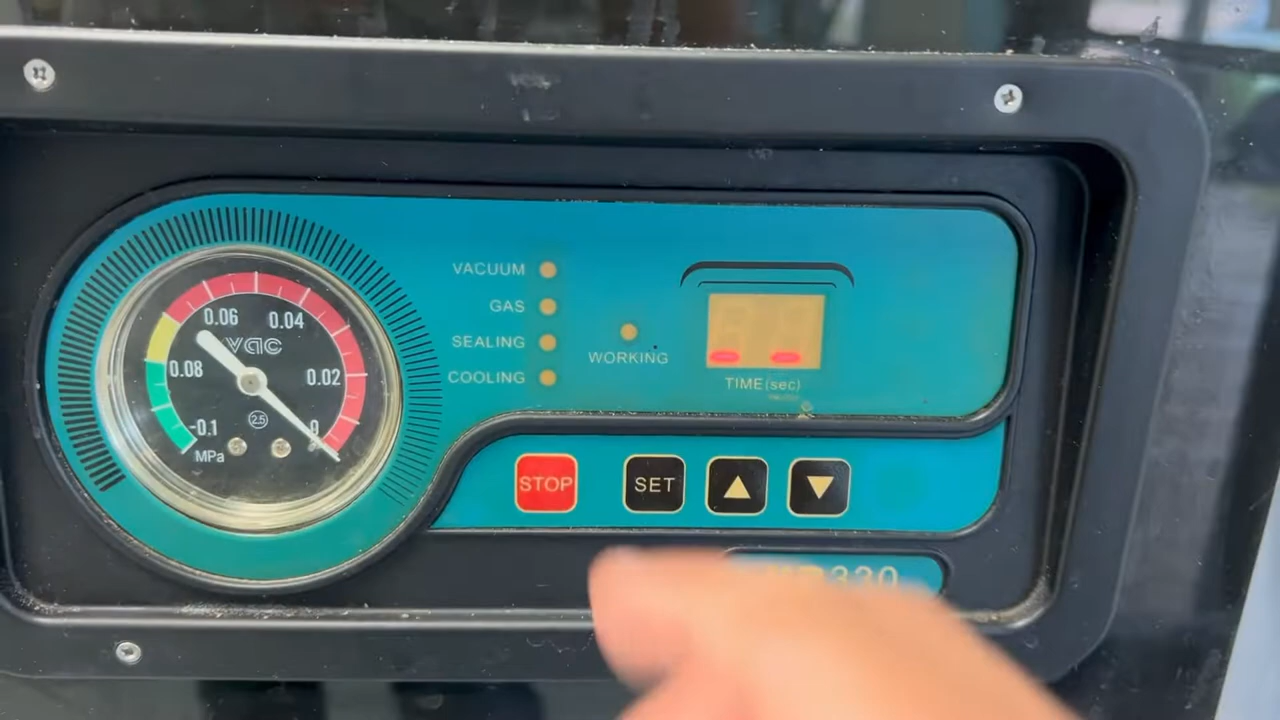 VACUUM
GAS
SEALING
COOLING
WORKING
TIME(sec)
0.06
0.04
vac
0.08
0.02
2.5
-0.1
0
MPa
STOP
SET
320